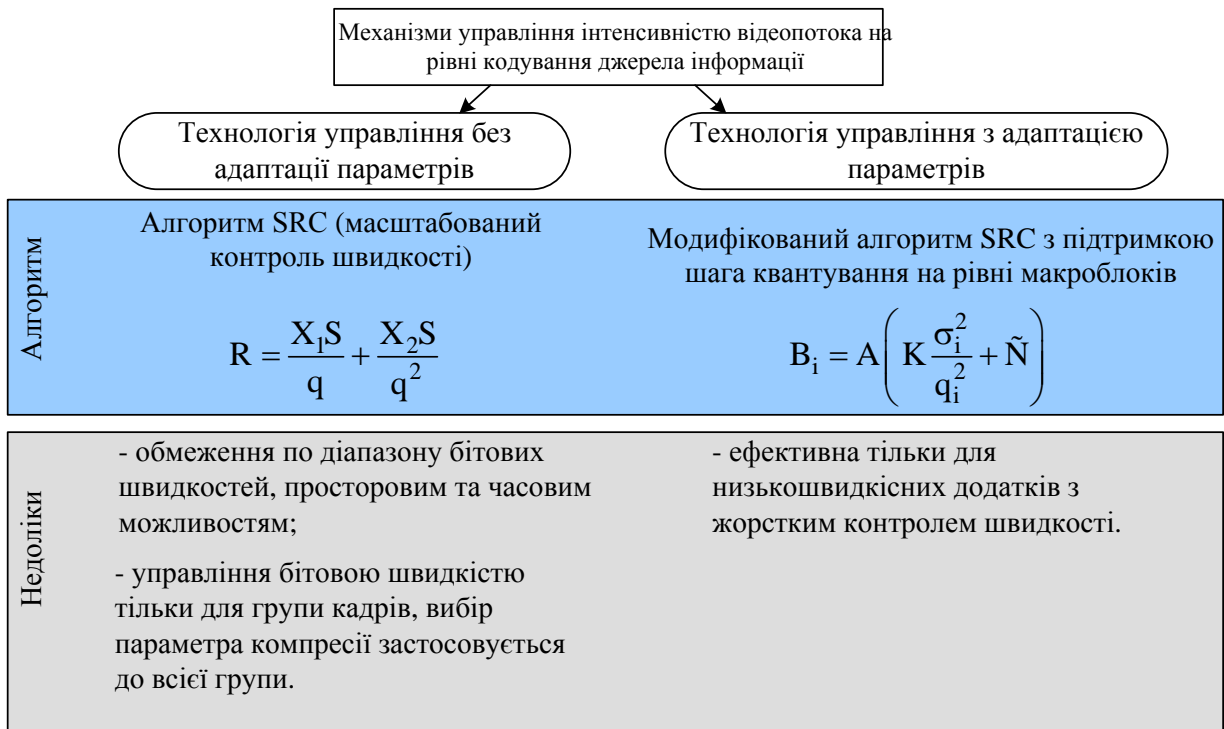 Механізми управління інтенсивністю відеопотока на
рівні кодування джерела інформації
Технологія управління без
адаптації параметрів
Технологія управління з адаптацією
параметрів
Алгоритм
Алгоритм SRC (масштабований
контроль швидкості)
R = X₁S/q + X₂S/q²
Модифікований алгоритм SRC з підтримкою
шага квантування на рівні макроблоків
Bᵢ = A(K σᵢ²/qᵢ² + Ñ)
Недоліки
- обмеження по діапазону бітових
швидкостей, просторовим та часовим
можливостям;
- управління бітовою швидкістю
тільки для групи кадрів, вибір
параметра компресії застосовується
до всієї групи.
- ефективна тільки для
низькошвидкісних додатків з
жорстким контролем швидкості.